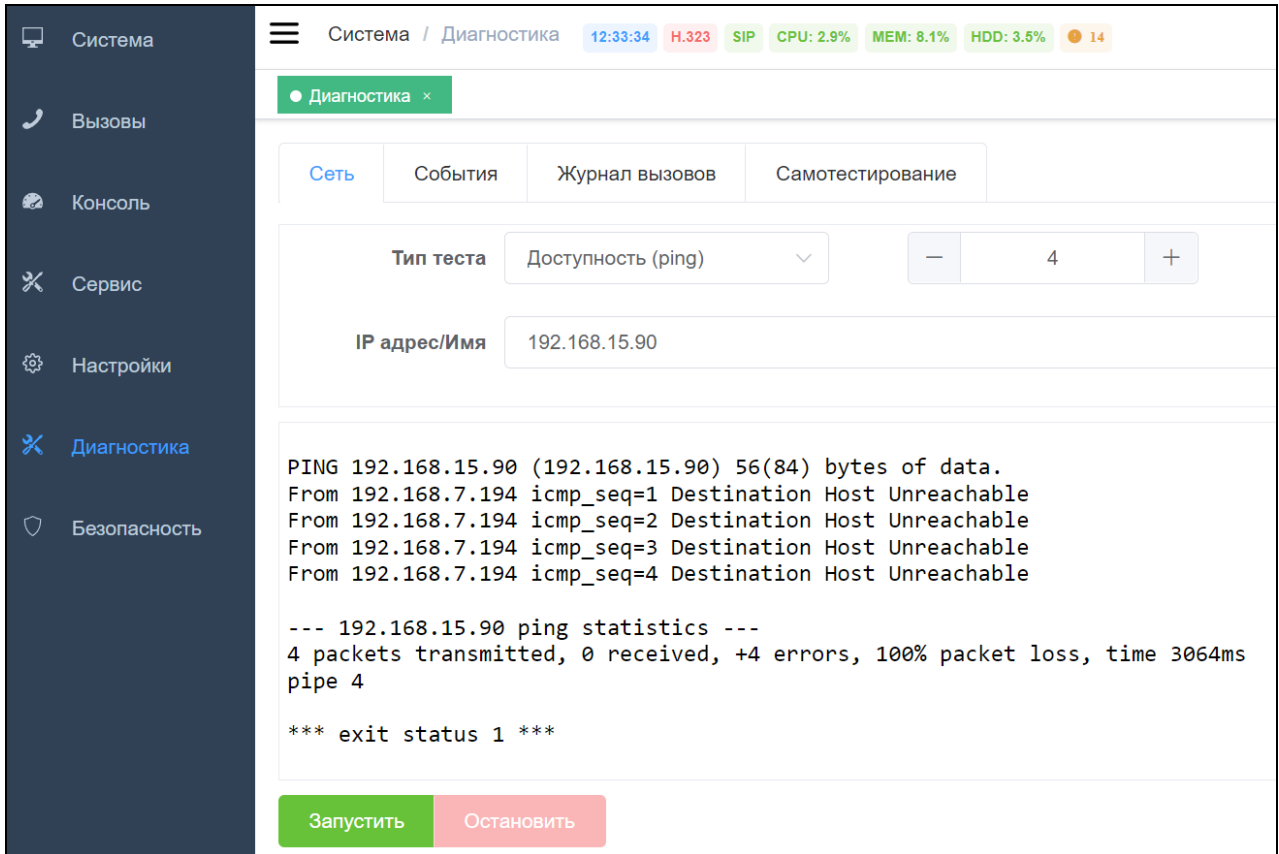 Система
Вызовы
Консоль
Сервис
Настройки
Диагностика
Безопасность
Система / Диагностика 12:33:34 H.323 SIP CPU: 2.9% MEM: 8.1% HDD: 3.5% 14
Диагностика ×
Сеть События Журнал вызовов Самотестирование
Тип теста Доступность (ping) — 4 +
IP адрес/Имя 192.168.15.90
PING 192.168.15.90 (192.168.15.90) 56(84) bytes of data.
From 192.168.7.194 icmp_seq=1 Destination Host Unreachable
From 192.168.7.194 icmp_seq=2 Destination Host Unreachable
From 192.168.7.194 icmp_seq=3 Destination Host Unreachable
From 192.168.7.194 icmp_seq=4 Destination Host Unreachable
--- 192.168.15.90 ping statistics ---
4 packets transmitted, 0 received, +4 errors, 100% packet loss, time 3064ms
pipe 4
*** exit status 1 ***
Запустить Остановить